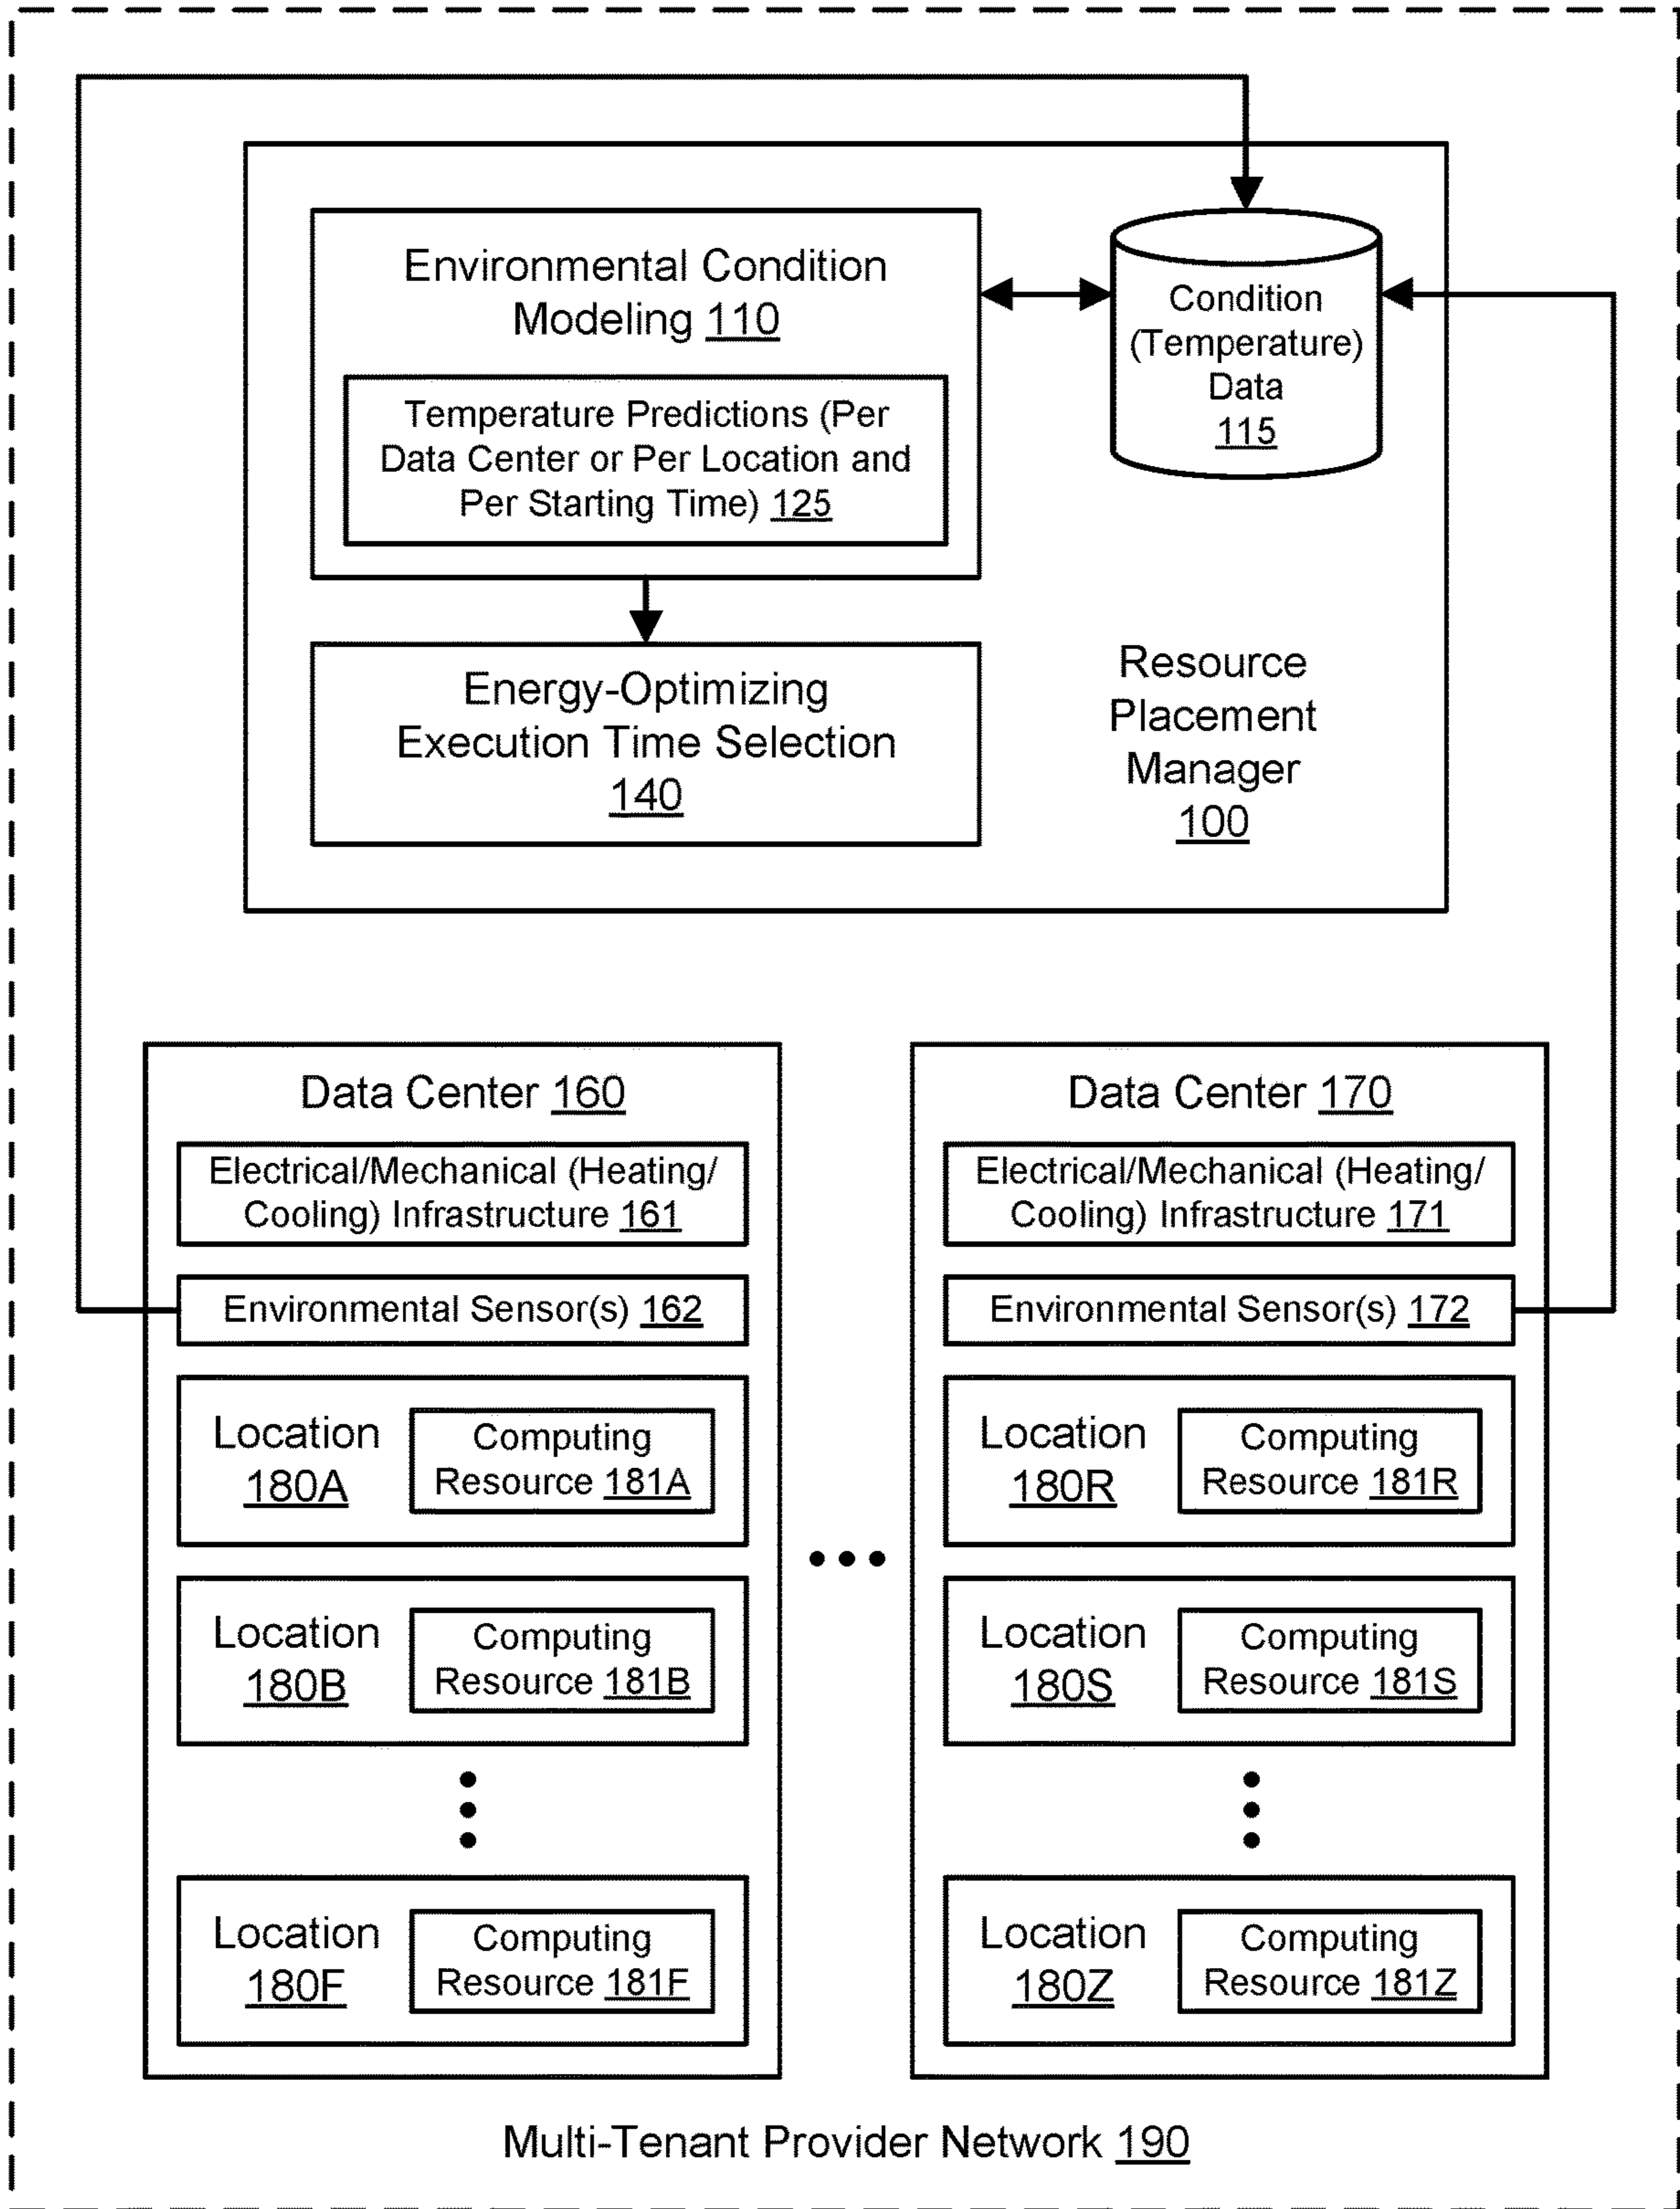 Environmental Condition
Modeling 110
Temperature Predictions (Per
Data Center or Per Location and
Per Starting Time) 125
Condition
(Temperature)
Data
115
Energy-Optimizing
Execution Time Selection
140
Resource
Placement
Manager
100
Data Center 160
Electrical/Mechanical (Heating/
Cooling) Infrastructure 161
Environmental Sensor(s) 162
Location
180A
Computing
Resource 181A
Location
180B
Computing
Resource 181B
Location
180F
Computing
Resource 181F
Data Center 170
Electrical/Mechanical (Heating/
Cooling) Infrastructure 171
Environmental Sensor(s) 172
Location
180R
Computing
Resource 181R
Location
180S
Computing
Resource 181S
Location
180Z
Computing
Resource 181Z
Multi-Tenant Provider Network 190